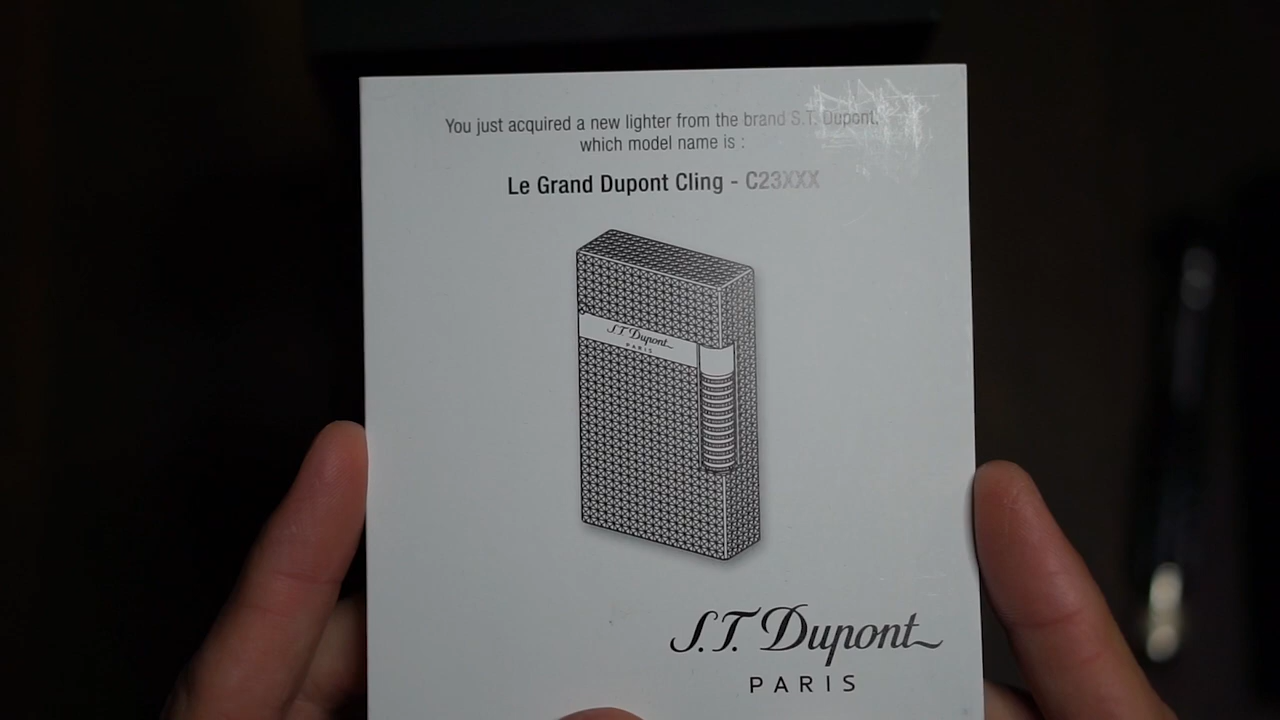 You just acquired a new lighter from the brand S.T. Dupont,
which model name is :
Le Grand Dupont Cling - C23XXX
S.T. Dupont
PARIS
S.T. Dupont
PARIS